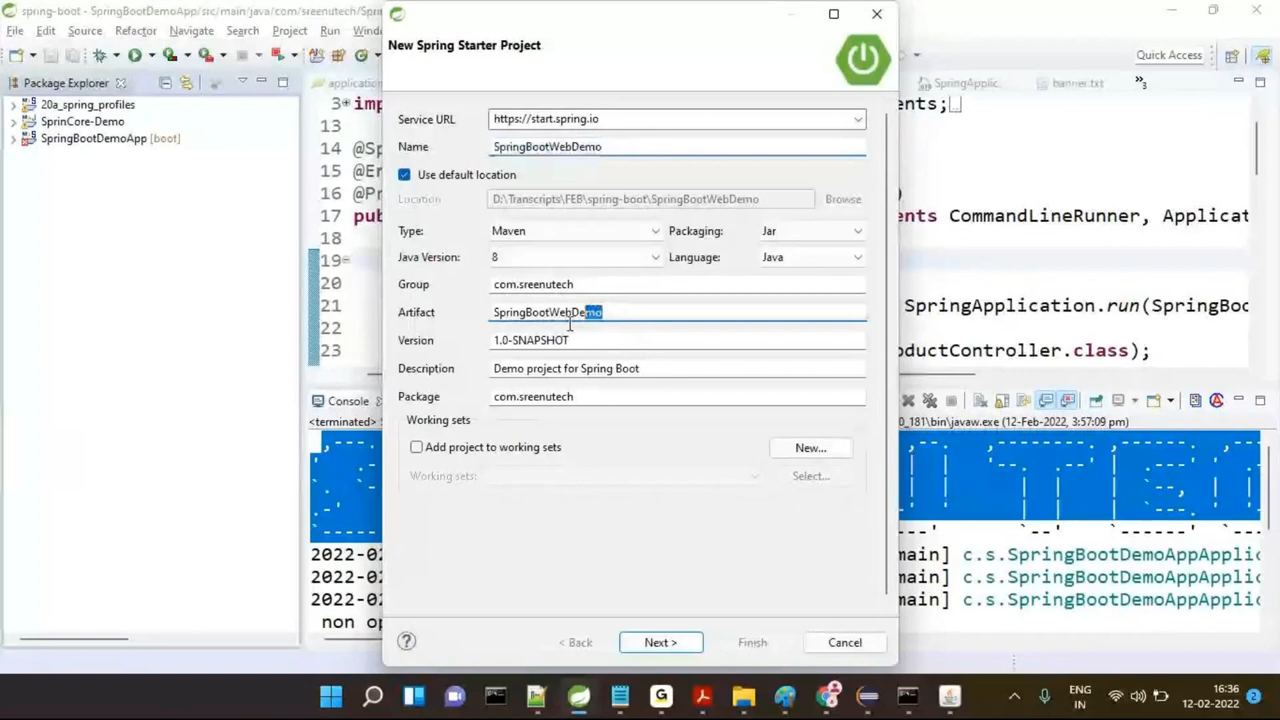 spring-boot - SpringBootDemoApp/src/main/java/com/sreenutech/
File Edit Source Refactor Navigate Search Project Run
Quick Access
Package Explorer
20a_spring_profiles
SprinCore-Demo
SpringBootDemoApp [boot]
SpringApplic.
banner.txt
3 imp
ents;
13
14 @Sp
15 @E
16 @Pr
17 pub
ents CommandLineRunner, Applicat
18
19
20
21
SpringApplication.run(SpringBo
22
23
oductController.class);
New Spring Starter Project
Service URL https://start.spring.io
Name SpringBootWebDemo
Use default location
Location D:\Transcripts\FEB\spring-boot\SpringBootWebDemo Browse
Type: Maven Packaging: Jar
Java Version: 8 Language: Java
Group com.sreenutech
Artifact SpringBootWebDemo
Version 1.0-SNAPSHOT
Description Demo project for Spring Boot
Package com.sreenutech
Working sets
Add project to working sets New...
Working sets: Select...
? < Back Next > Finish Cancel
Console
<terminated>
0_181\bin\javaw.exe (12-Feb-2022, 3:57:09 pm)
2022-02 main] c.s.SpringBootDemoAppApplic
2022-02 main] c.s.SpringBootDemoAppApplic
2022-02 main] c.s.SpringBootDemoAppApplic
non op
ENG
IN
16:36
12-02-2022
2